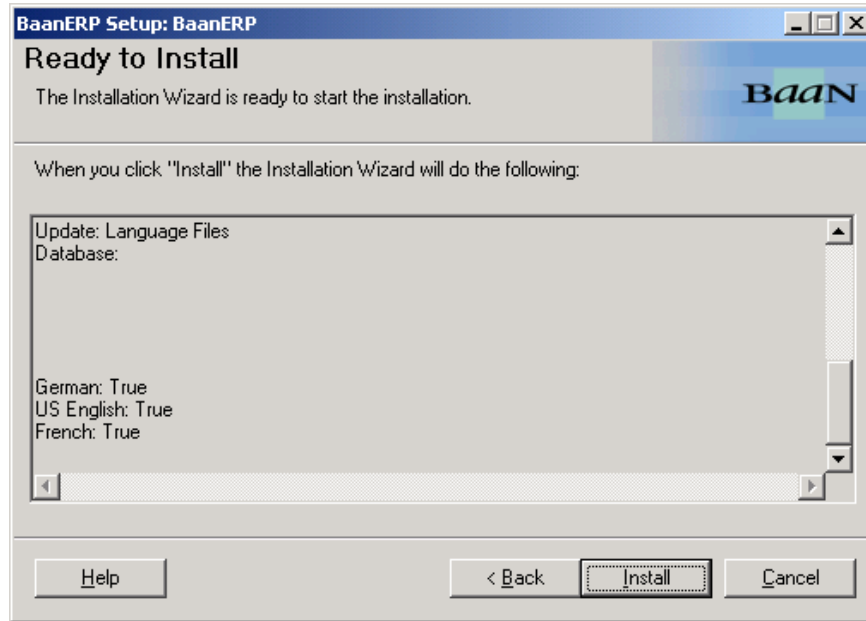 BaanERP Setup: BaanERP
Ready to Install
The Installation Wizard is ready to start the installation.
BaaN
When you click "Install" the Installation Wizard will do the following:
Update: Language Files
Database:
German: True
US English: True
French: True
Help
< Back
Install
Cancel